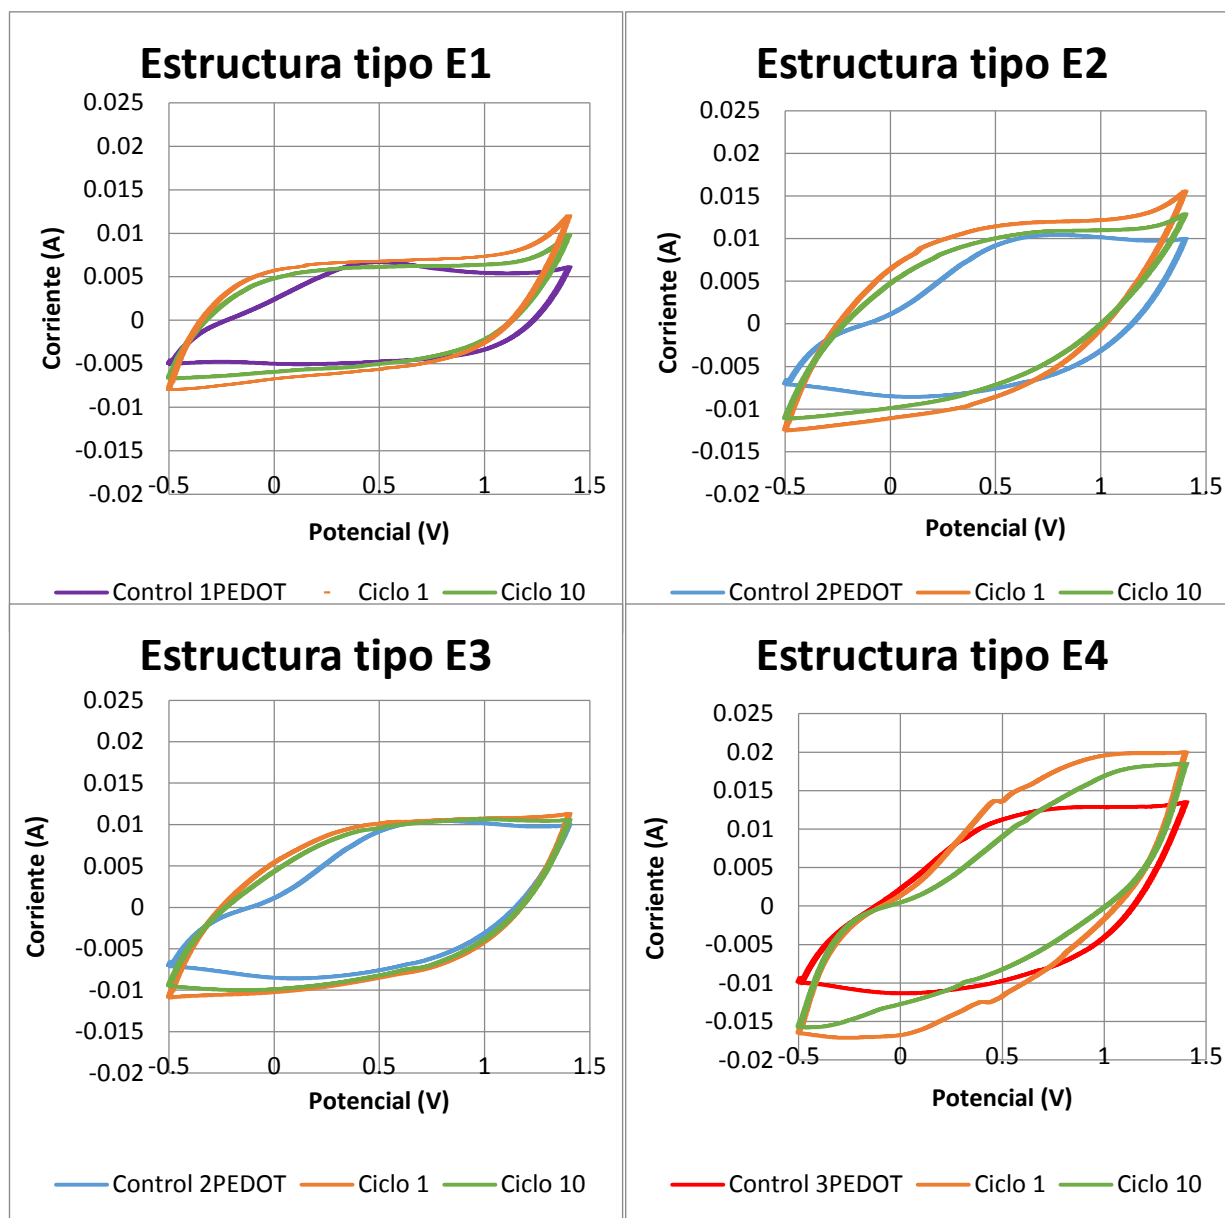 Estructura tipo E1
0.025
0.02
0.015
0.01
0.005
0
-0.005
-0.01
-0.015
-0.02
-0.5 0 0.5 1 1.5
Corriente (A)
Potencial (V)
Control 1PEDOT Ciclo 1 Ciclo 10
Estructura tipo E2
0.025
0.02
0.015
0.01
0.005
0
-0.005
-0.01
-0.015
-0.02
-0.5 0 0.5 1 1.5
Corriente (A)
Potencial (V)
Control 2PEDOT Ciclo 1 Ciclo 10
Estructura tipo E3
0.025
0.02
0.015
0.01
0.005
0
-0.005
-0.01
-0.015
-0.02
-0.5 0 0.5 1 1.5
Corriente (A)
Potencial (V)
Control 2PEDOT Ciclo 1 Ciclo 10
Estructura tipo E4
0.025
0.02
0.015
0.01
0.005
0
-0.005
-0.01
-0.015
-0.02
-0.5 0 0.5 1 1.5
Corriente (A)
Potencial (V)
Control 3PEDOT Ciclo 1 Ciclo 10